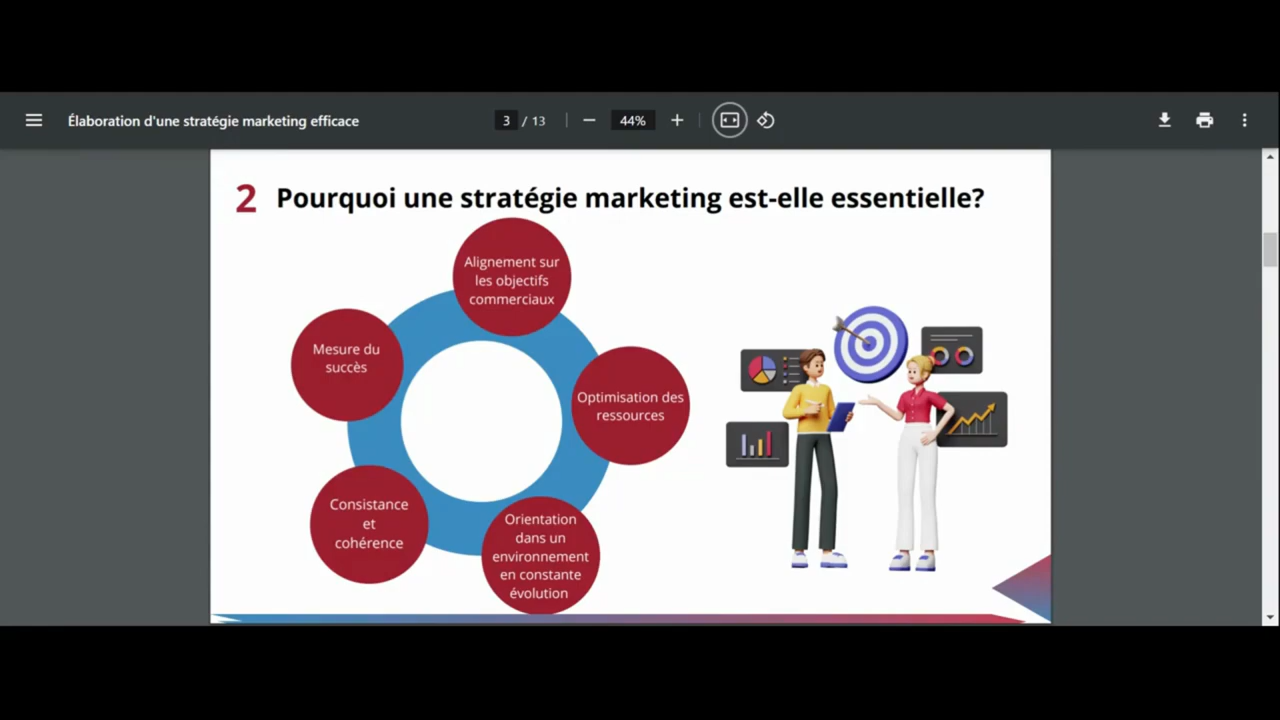 Élaboration d'une stratégie marketing efficace
3 / 13
44%
2 Pourquoi une stratégie marketing est-elle essentielle?
Alignement sur
les objectifs
commerciaux
Optimisation des
ressources
Orientation
dans un
environnement
en constante
évolution
Consistance
et
cohérence
Mesure du
succès